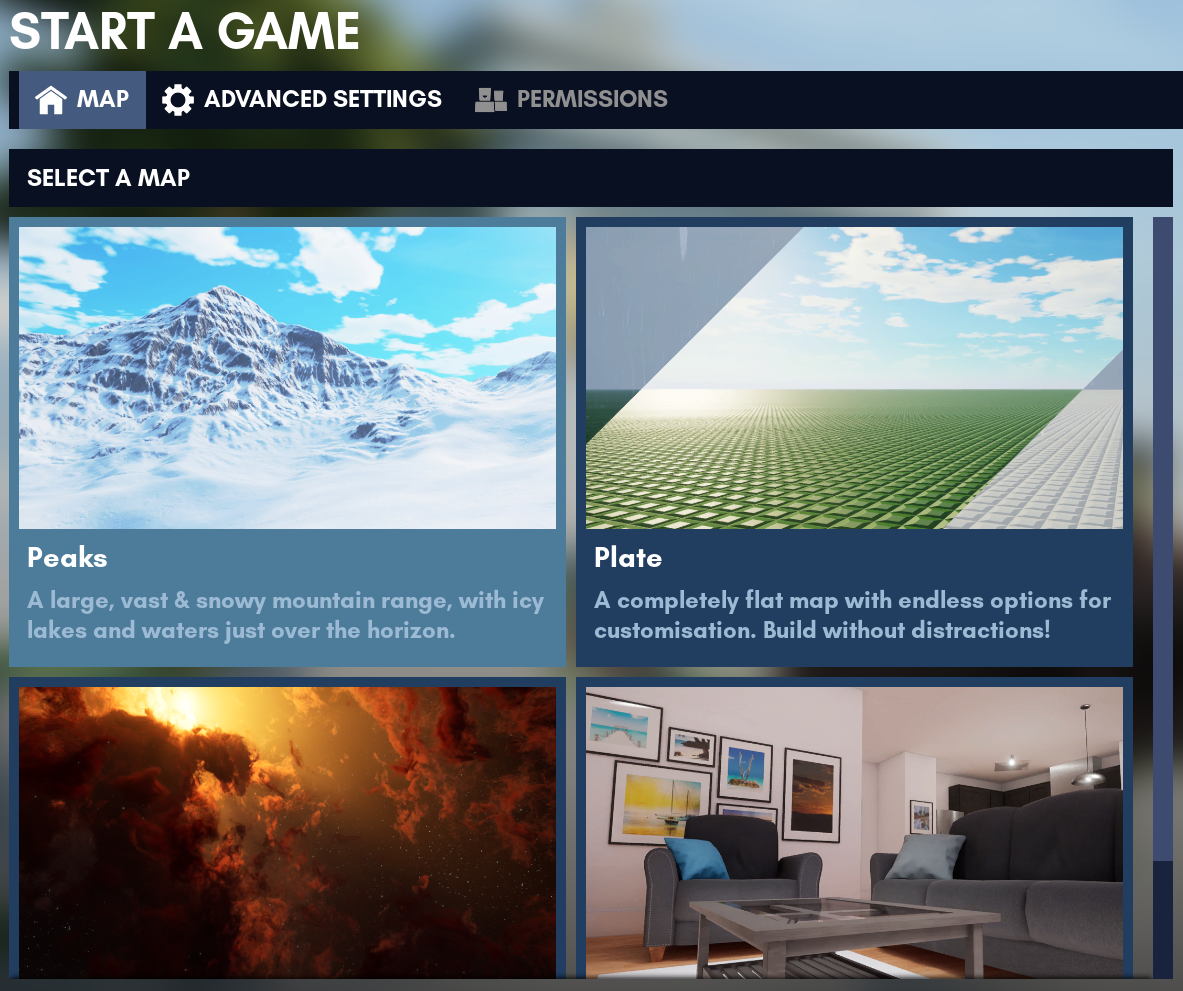 START A GAME
MAP
ADVANCED SETTINGS
PERMISSIONS
SELECT A MAP
Peaks
A large, vast & snowy mountain range, with icy
lakes and waters just over the horizon.
Plate
A completely flat map with endless options for
customisation. Build without distractions!